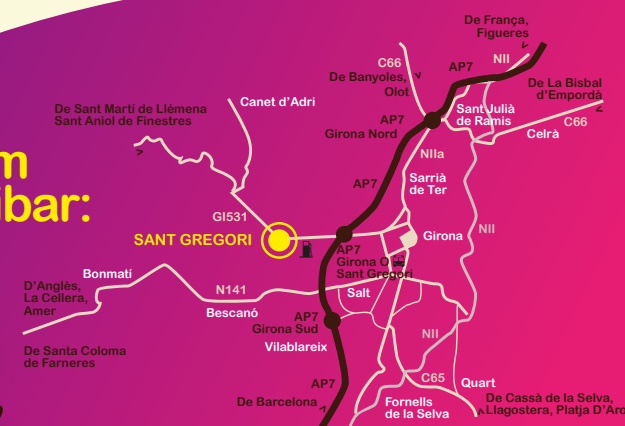 De França,
Figueres
NII
AP7
C66
De Banyoles,
Olot
De La Bisbal
d'Empordà
C66
Canet d'Adri
De Sant Martí de Llémena
Sant Aniol de Finestres
Sant Julià
de Ramis
AP7
Girona Nord
Celrà
NIIa
ibar:
Sarrià
de Ter
AP7
GI531
SANT GREGORI
Girona
NII
AP7
Girona O
Sant Gregori
Bonmatí
D'Anglès,
La Cellera,
Amer
N141
Salt
Bescanó
AP7
Girona Sud
NII
Vilablareix
De Santa Coloma
de Farners
AP7
C65
Quart
De Barcelona
Fornells
de la Selva
De Cassà de la Selva,
Llagostera, Platja D'Aro